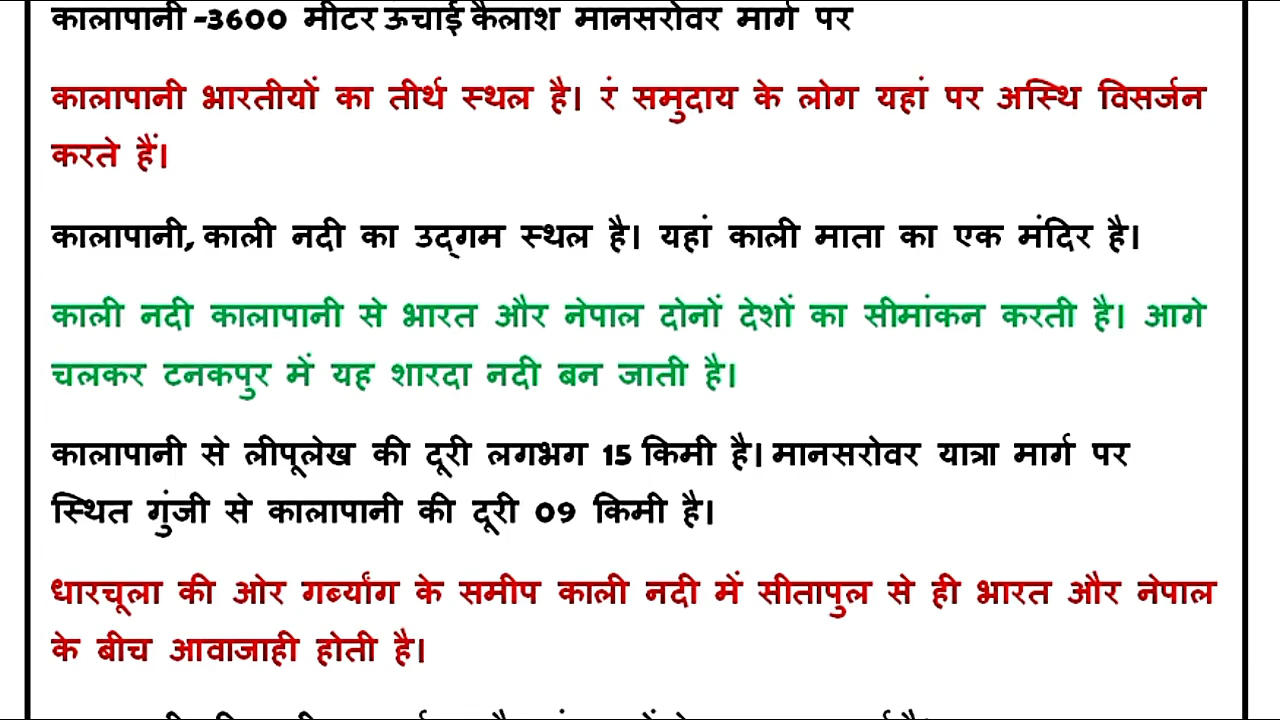 कालापानी -3600 मीटर ऊचाई कैलाश मानसरोवर मार्ग पर
कालापानी भारतीयों का तीर्थ स्थल है। रं समुदाय के लोग यहां पर अस्थि विसर्जन
करते हैं।
कालापानी, काली नदी का उद्गम स्थल है। यहां काली माता का एक मंदिर है।
काली नदी कालापानी से भारत और नेपाल दोनों देशों का सीमांकन करती है। आगे
चलकर टनकपुर में यह शारदा नदी बन जाती है।
कालापानी से लीपूलेख की दूरी लगभग 15 किमी है। मानसरोवर यात्रा मार्ग पर
स्थित गुंजी से कालापानी की दूरी 09 किमी है।
धारचूला की ओर गर्ब्यांग के समीप काली नदी में सीतापुल से ही भारत और नेपाल
के बीच आवाजाही होती है।